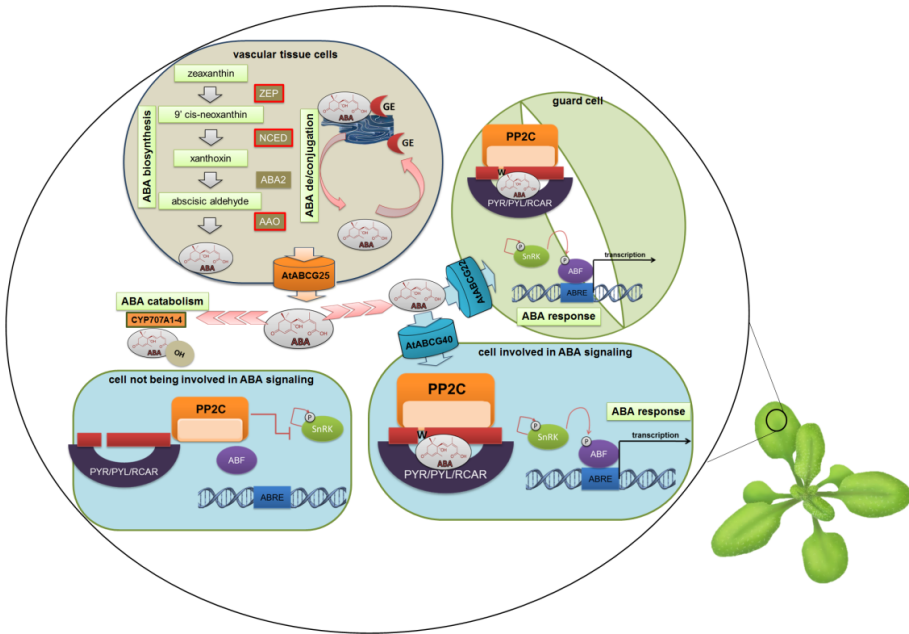 vascular tissue cells
zeaxanthin
ZEP
9' cis-neoxanthin
NCED
xanthoxin
ABA2
abscisic aldehyde
AAO
ABA
ABA biosynthesis
ABA de/conjugation
ABA
GE
GE
ABA
AtABCG25
guard cell
PP2C
W
ABA
PYR/PYL/RCAR
P
SnRK
P
ABF
transcription
ABRE
ABA response
ABA catabolism
CYP707A1-4
ABA
OH
ABA
ABA
AtABCG22
AtABCG40
cell not being involved in ABA signaling
PP2C
P
SnRK
ABF
PYR/PYL/RCAR
ABRE
cell involved in ABA signaling
PP2C
W
ABA
PYR/PYL/RCAR
P
SnRK
P
ABF
ABA response
transcription
ABRE